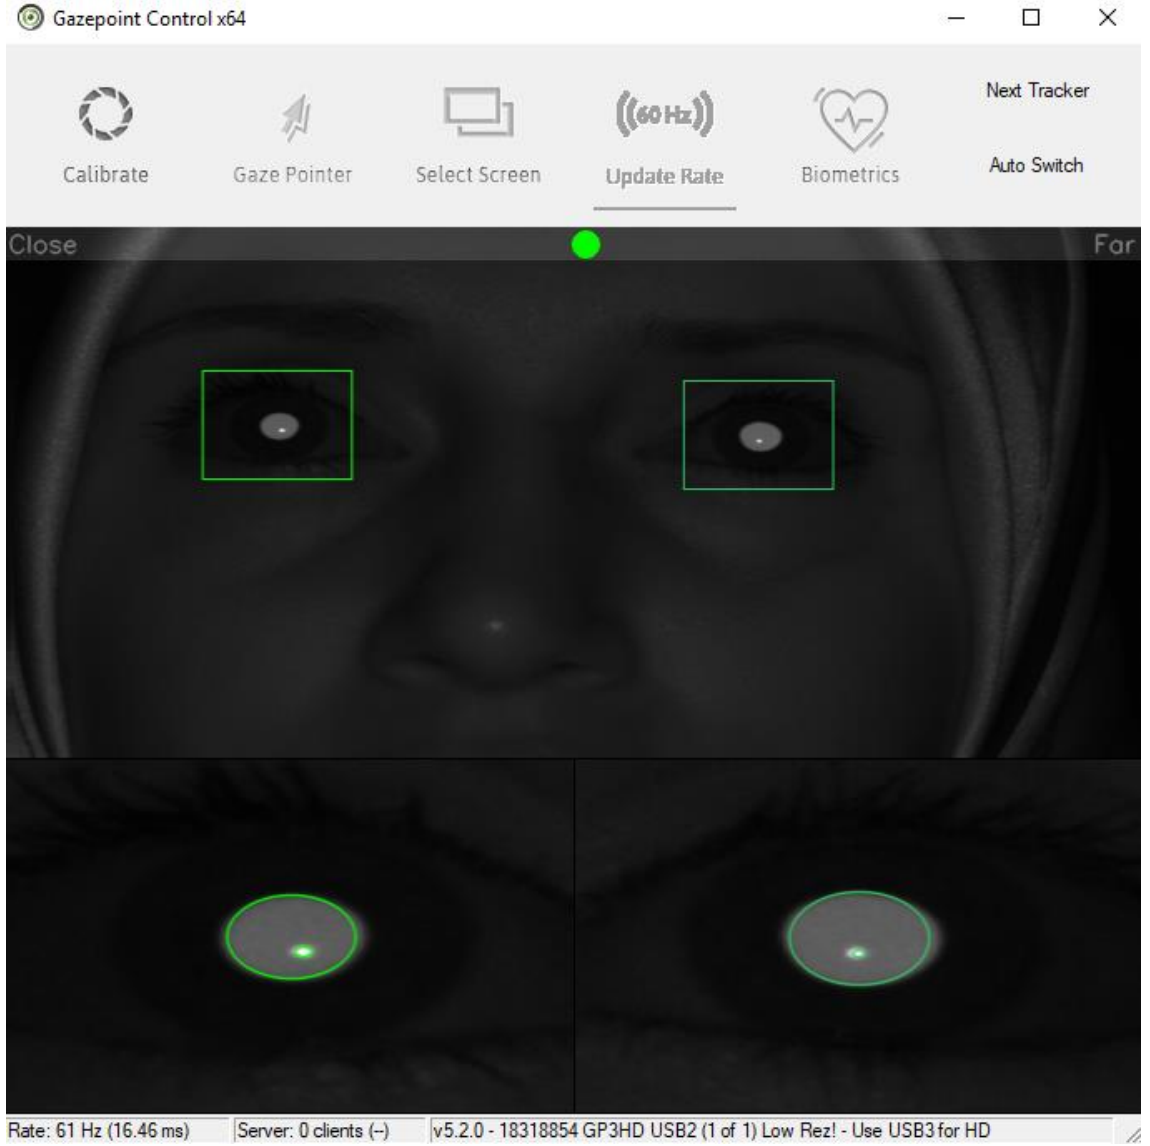 Gazepoint Control x64
Calibrate
Gaze Pointer
Select Screen
((60 Hz))
Update Rate
Biometrics
Next Tracker
Auto Switch
Close
Far
Rate: 61 Hz (16.46 ms)
Server: 0 clients (--)
v5.2.0 - 18318854 GP3HD USB2 (1 of 1) Low Rez! - Use USB3 for HD